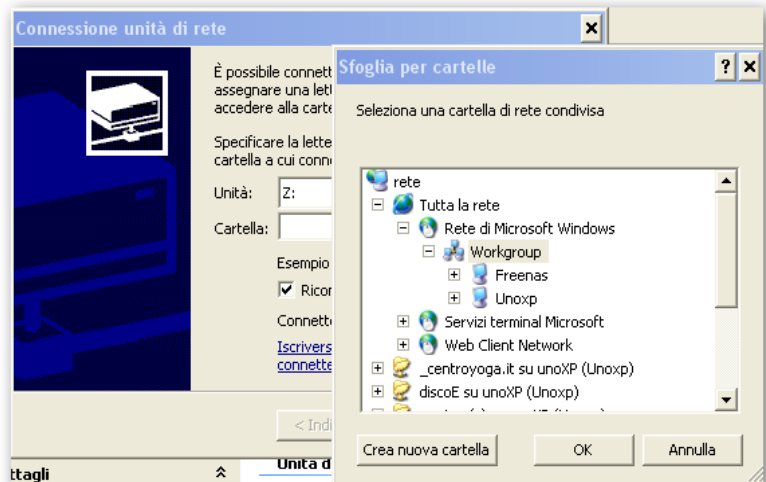 Connessione unità di rete
È possibile connett
assegnare una lett
accedere alla carte
Specificare la lette
cartella a cui conn
Unità: Z:
Cartella:
Esempio
Ricor
Connett
Iscrivers
connette
< Indi
ttagli
Unità d
Sfoglia per cartelle
Seleziona una cartella di rete condivisa
rete
Tutta la rete
Rete di Microsoft Windows
Workgroup
Freenas
Unoxp
Servizi terminal Microsoft
Web Client Network
_centroyoga.it su unoXP (Unoxp)
discoE su unoXP (Unoxp)
Crea nuova cartella
OK
Annulla